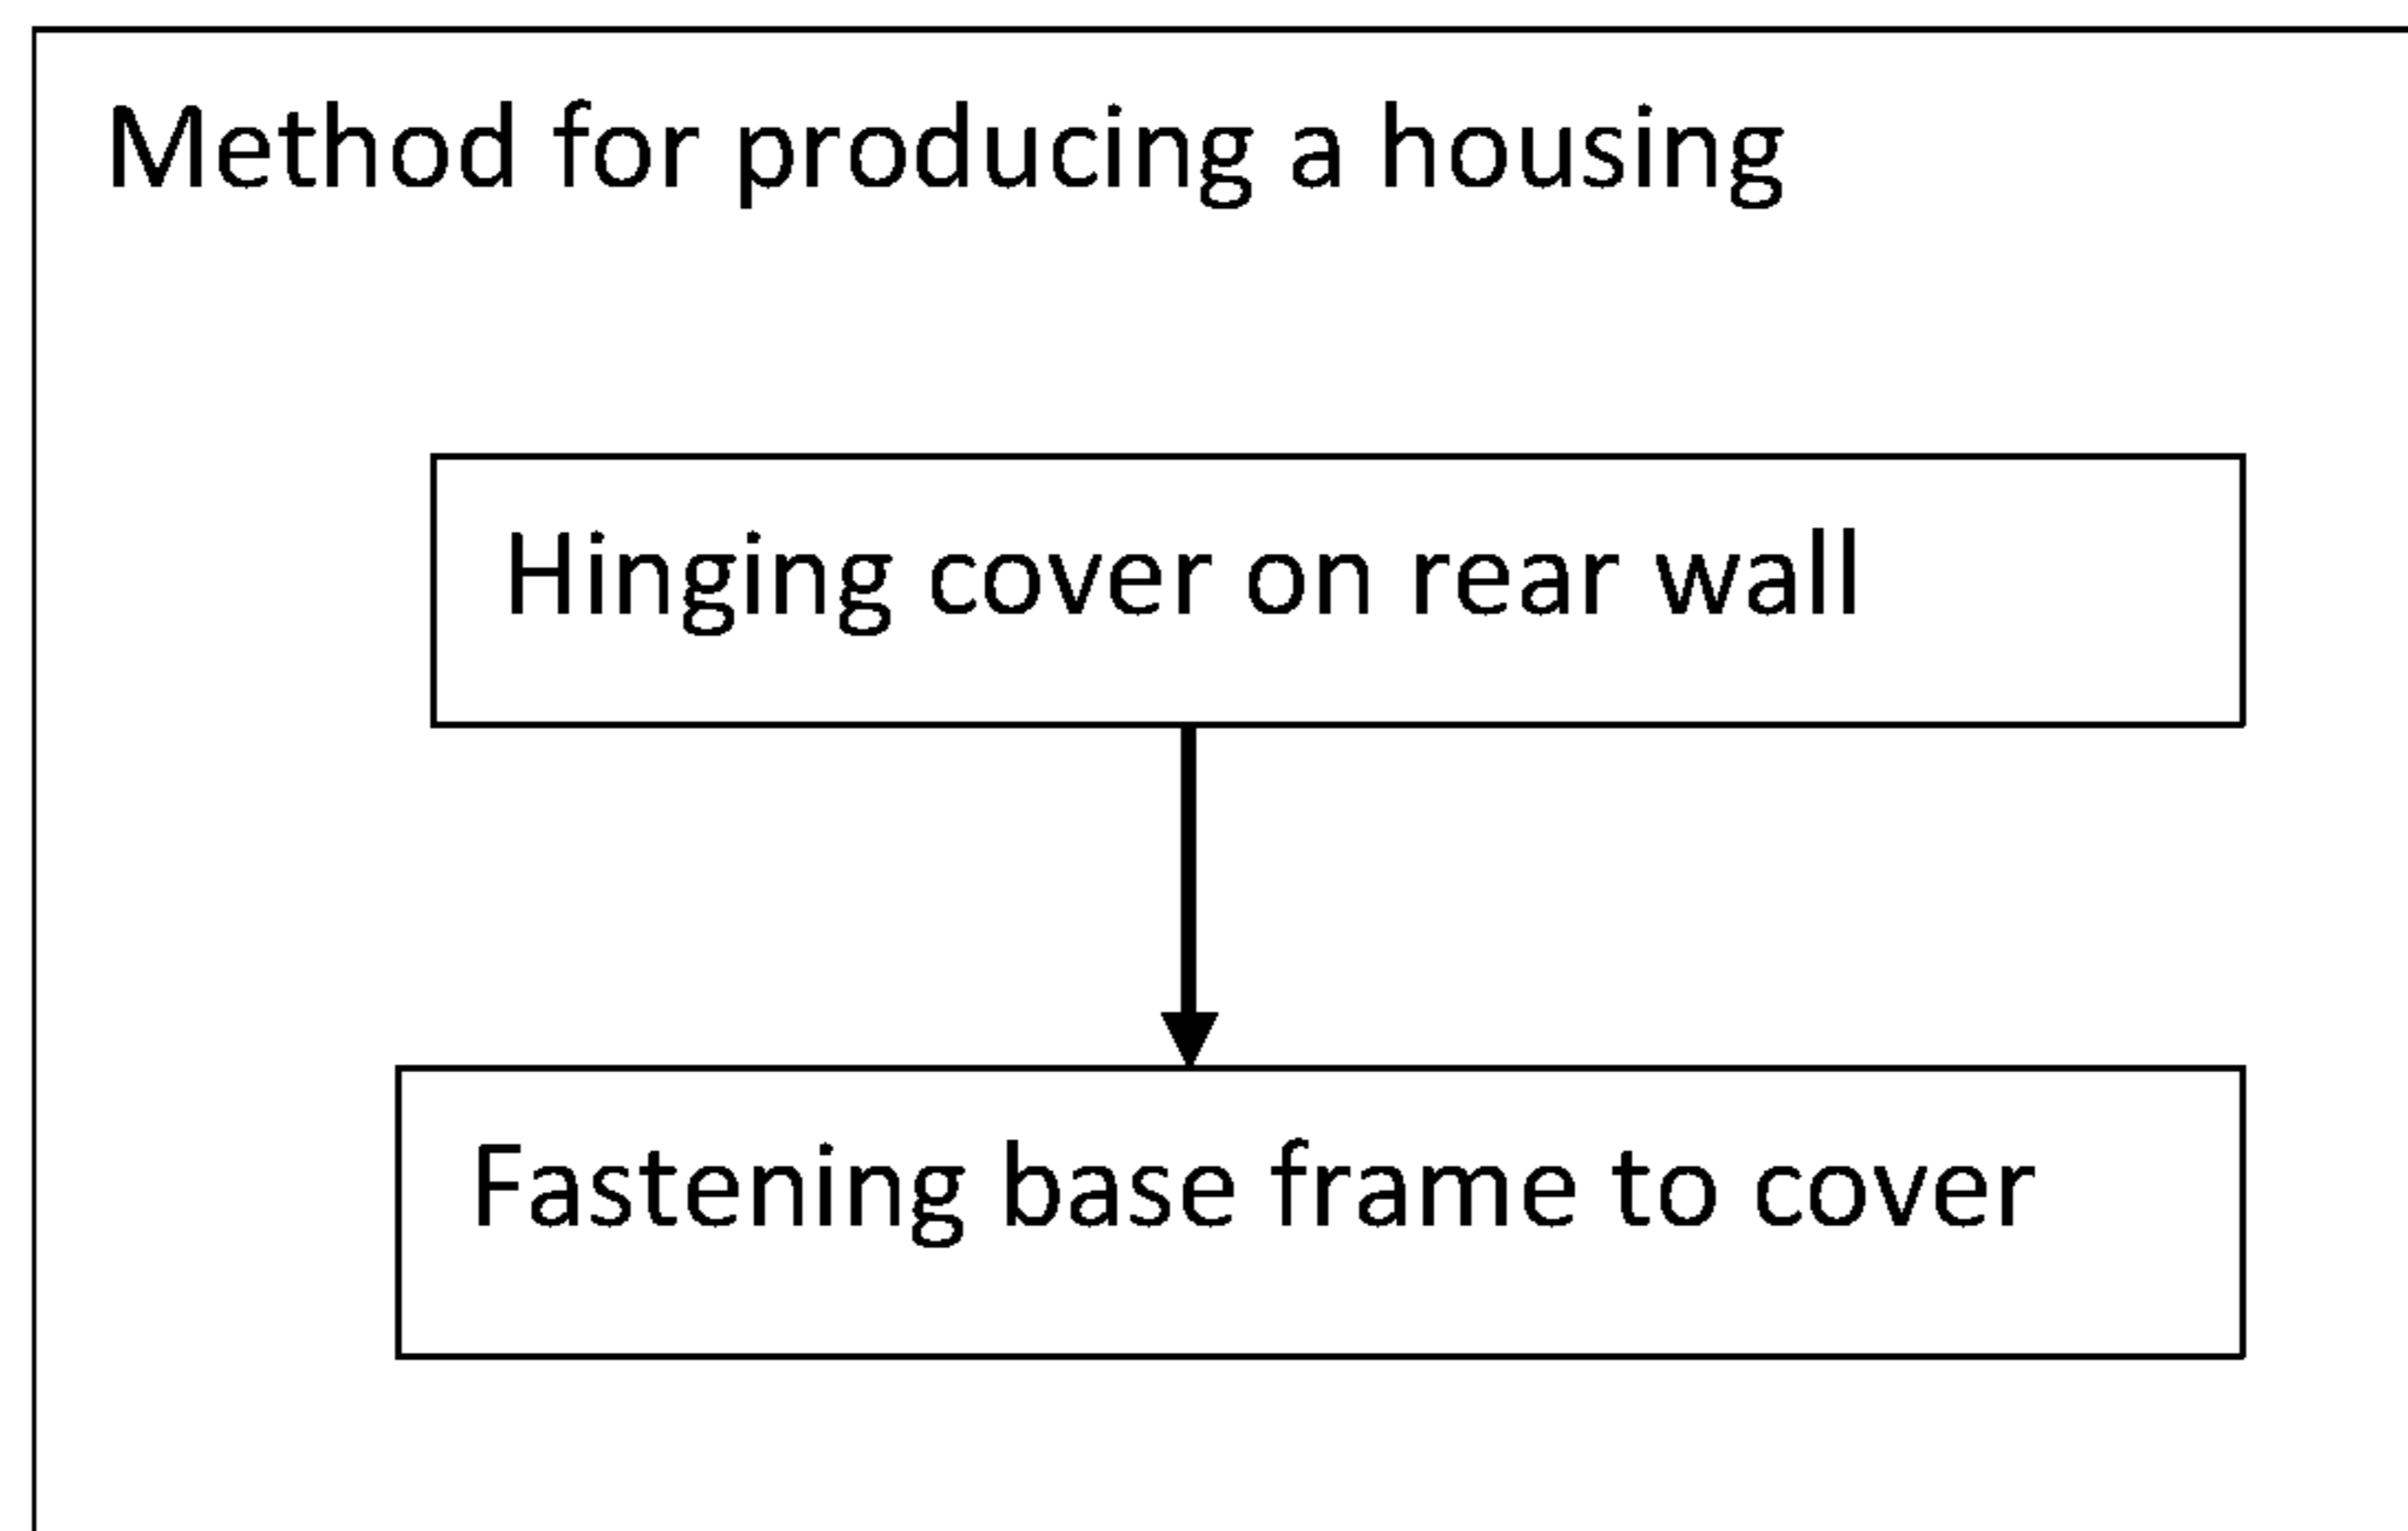 Method for producing a housing
Hinging cover on rear wall
Fastening base frame to cover